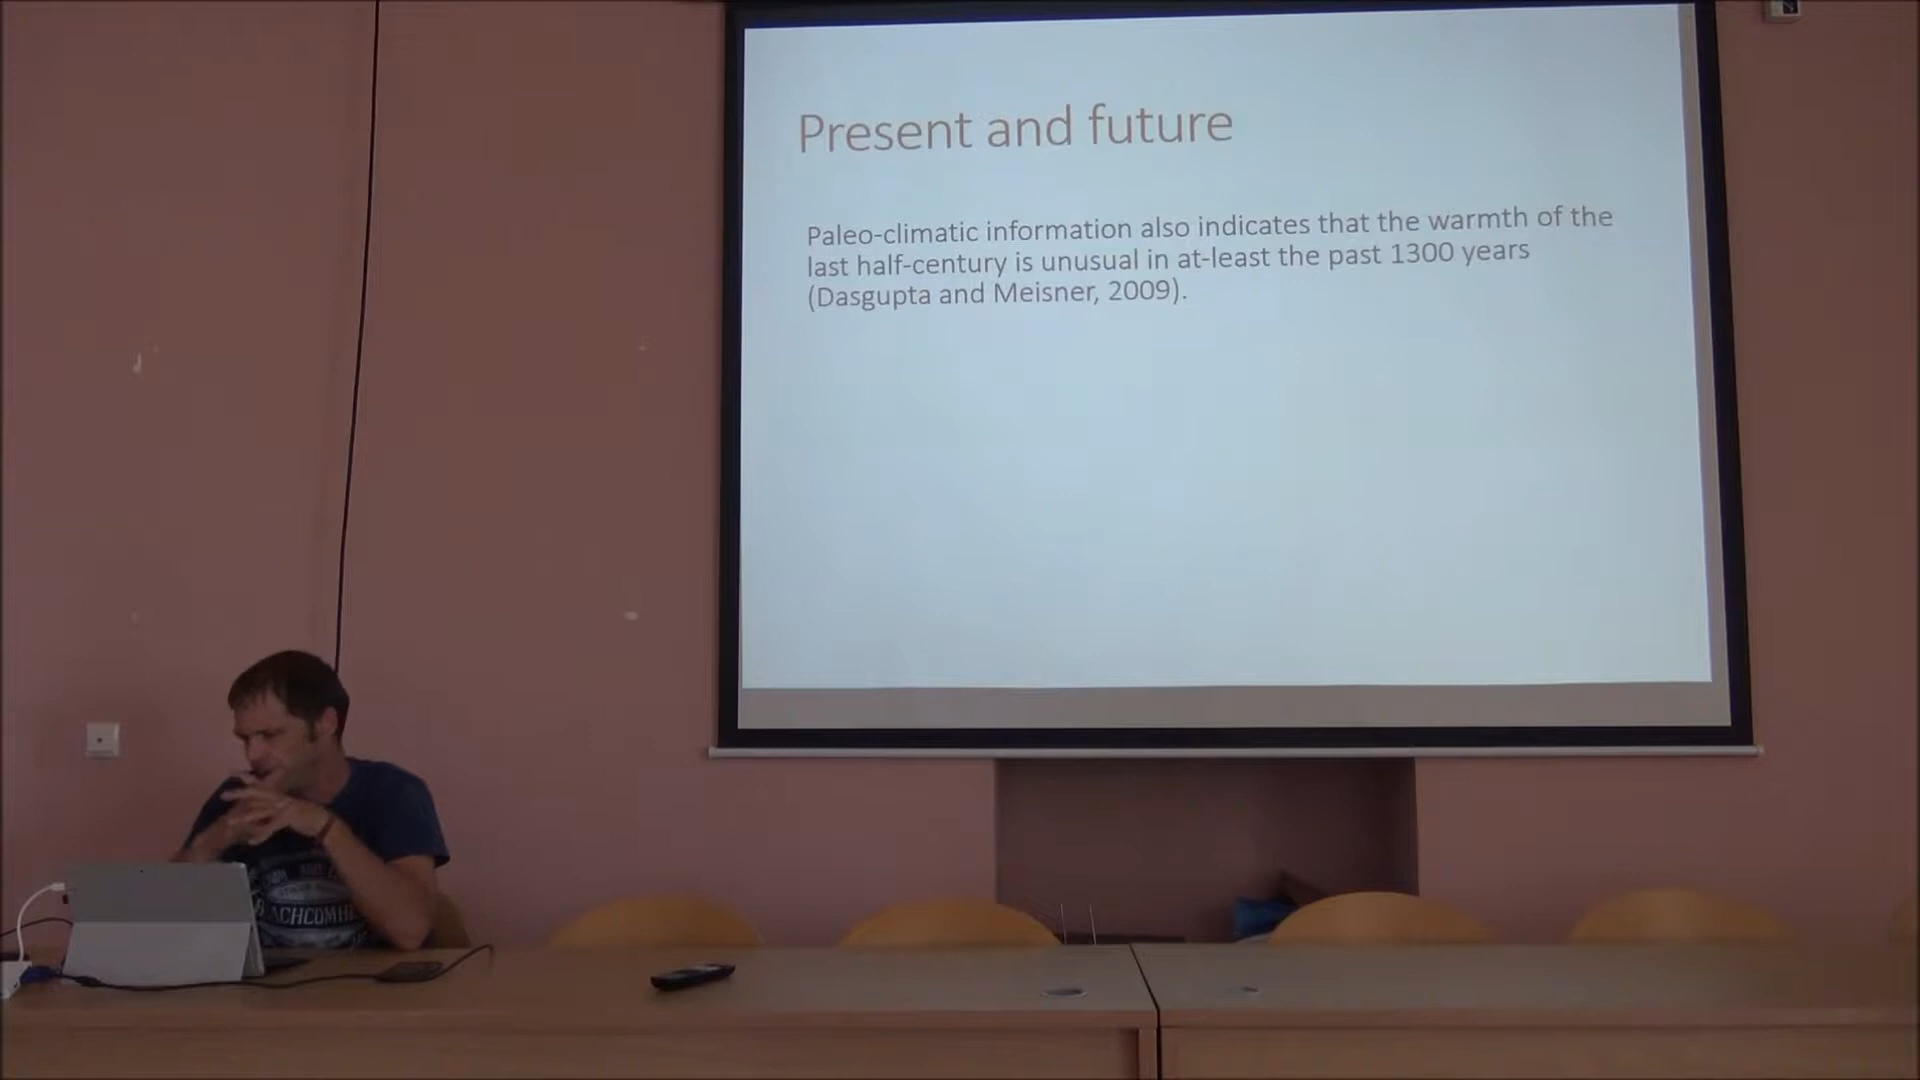 Present and future
Paleo-climatic information also indicates that the warmth of the
last half-century is unusual in at-least the past 1300 years
(Dasgupta and Meisner, 2009).